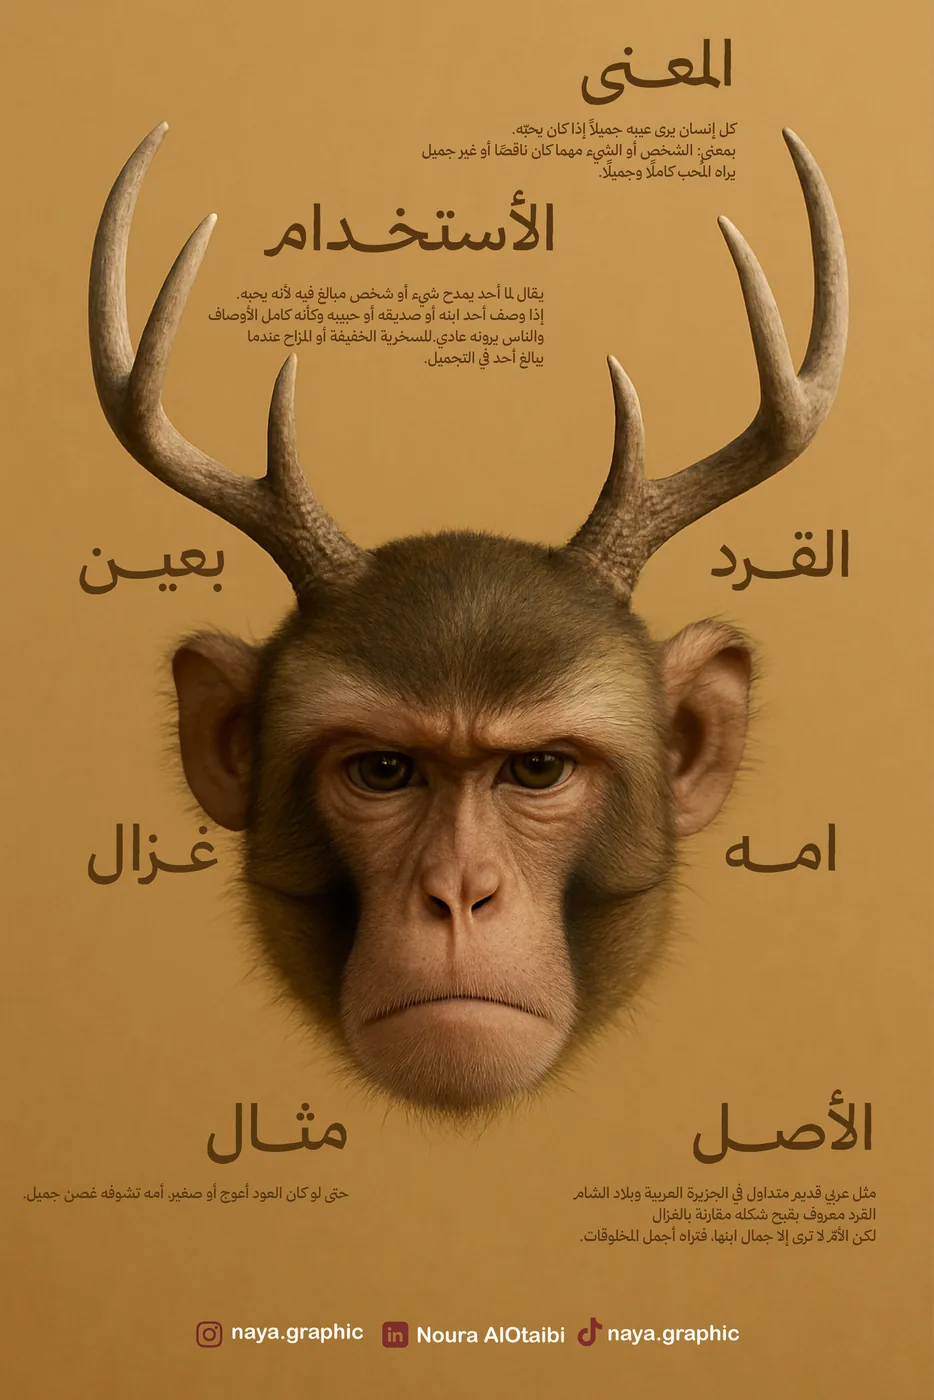 المعنى
كل إنسان يرى عيبه جميلاً إذا كان يحبّه.
بمعنى: الشخص أو الشيء مهما كان ناقصًا أو غير جميل
يراه المُحب كاملًا وجميلًا.
الأستخدام
يقال لما أحد يمدح شيء أو شخص مبالغ فيه لأنه يحبه.
إذا وصف أحد ابنه أو صديقه أو حبيبه وكأنه كامل الأوصاف
والناس يرونه عادي.للسخرية الخفيفة أو المزاح عندما
يبالغ أحد في التجميل.
القرد بعين
امه غزال
الأصل
مثل عربي قديم متداول في الجزيرة العربية وبلاد الشام
القرد معروف بقبح شكله مقارنة بالغزال
لكن الأمّ لا ترى إلا جمال ابنها، فتراه أجمل المخلوقات.
مثال
حتى لو كان العود أعوج أو صغير، أمه تشوفه غصن جميل.
naya.graphic Noura AlOtaibi naya.graphic